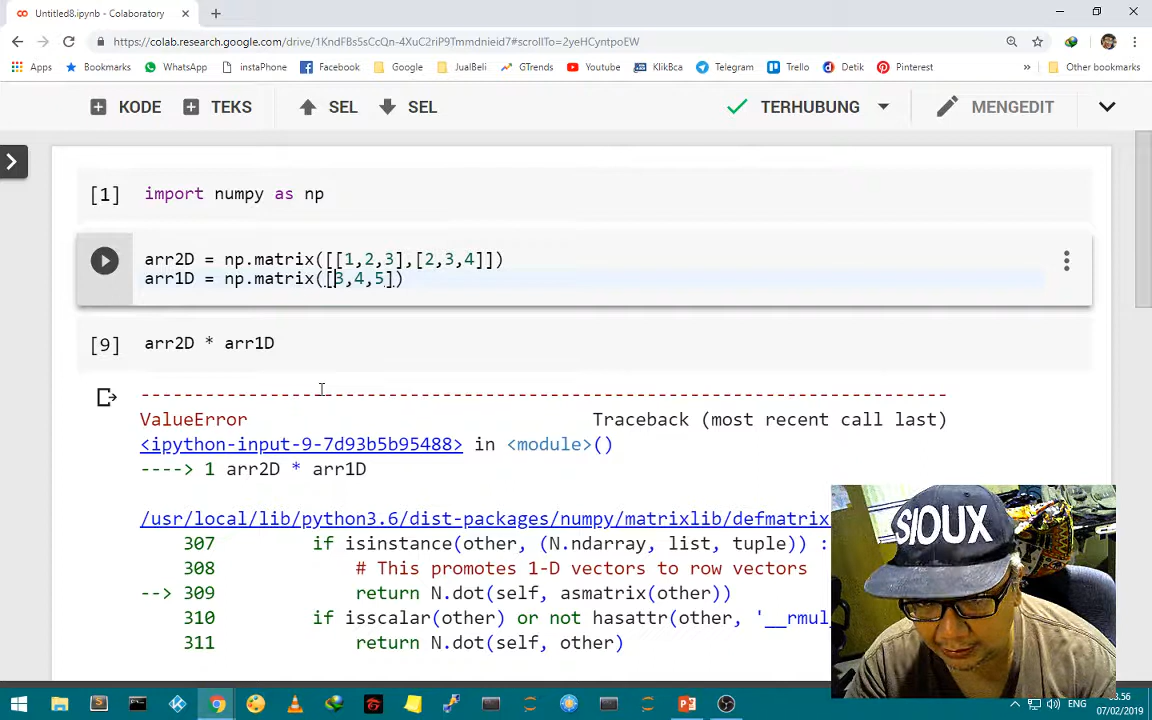 Untitled8.ipynb - Colaboratory
https://colab.research.google.com/drive/1KndFBs5sCcQn-4XuC2riP9Tmmdnieid7#scrollTo=2yeHCyntpoEW
Apps Bookmarks WhatsApp instaPhone Facebook Google JualBeli GTrends Youtube KlikBca Telegram Trello Detik Pinterest » Other bookmarks
KODE TEKS SEL SEL TERHUBUNG MENGEDIT
[1] import numpy as np
arr2D = np.matrix([[1,2,3],[2,3,4]])
arr1D = np.matrix([[3,4,5])
[9] arr2D * arr1D
---------------------------------------------------------------------------
ValueError Traceback (most recent call last)
<ipython-input-9-7d93b5b95488> in <module>()
----> 1 arr2D * arr1D
/usr/local/lib/python3.6/dist-packages/numpy/matrixlib/defmatrix
307 if isinstance(other, (N.ndarray, list, tuple)) :
308 # This promotes 1-D vectors to row vectors
--> 309 return N.dot(self, asmatrix(other))
310 if isscalar(other) or not hasattr(other, '__rmul_
311 return N.dot(self, other)
SIOUX
ENG
07/02/2019